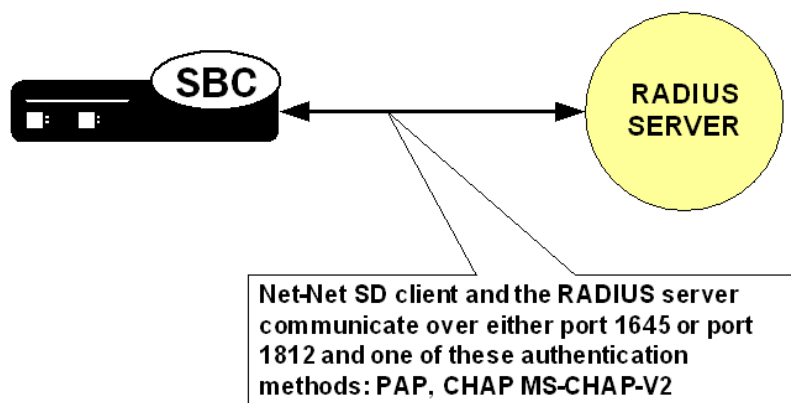 SBC
RADIUS
SERVER
Net-Net SD client and the RADIUS server
communicate over either port 1645 or port
1812 and one of these authentication
methods: PAP, CHAP MS-CHAP-V2